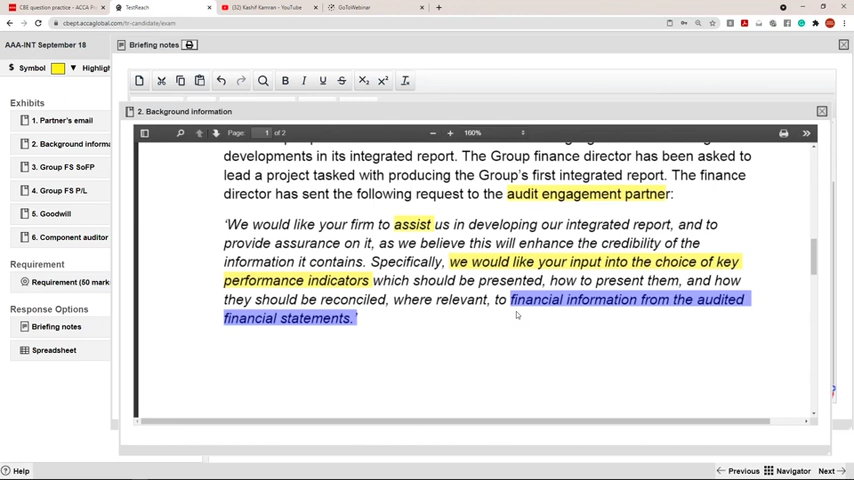 CBE question practice - ACCA P
TestReach
(32) Kashif Kamran - YouTube
GoToWebinar
cbept.accaglobal.com/tr-candidate/exam
AAA-INT September 18
Briefing notes
Symbol
Highligh
Exhibits
1. Partner's email
2. Background informa
3. Group FS SoFP
4. Group FS P/L
5. Goodwill
6. Component auditor
Requirement
Requirement (50 mark
Response Options
Briefing notes
Spreadsheet
2. Background information
Page: 1 of 2
160%
developments in its integrated report. The Group finance director has been asked to
lead a project tasked with producing the Group's first integrated report. The finance
director has sent the following request to the audit engagement partner:
'We would like your firm to assist us in developing our integrated report, and to
provide assurance on it, as we believe this will enhance the credibility of the
information it contains. Specifically, we would like your input into the choice of key
performance indicators which should be presented, how to present them, and how
they should be reconciled, where relevant, to financial information from the audited
financial statements.'
Help
Previous
Navigator
Next